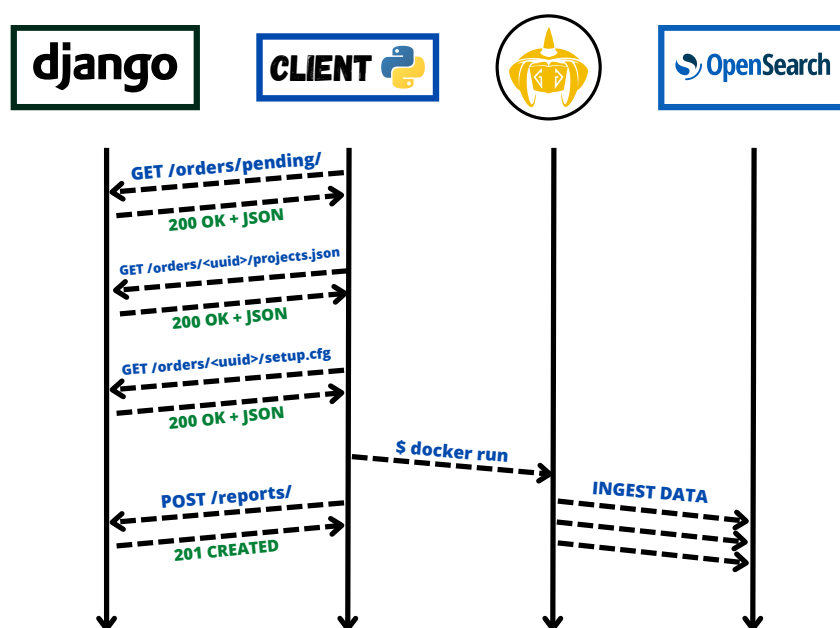 django
CLIENT
OpenSearch
GET /orders/pending/
200 OK + JSON
GET /orders/<uuid>/projects.json
200 OK + JSON
GET /orders/<uuid>/setup.cfg
200 OK + JSON
$ docker run
INGEST DATA
POST /reports/
201 CREATED